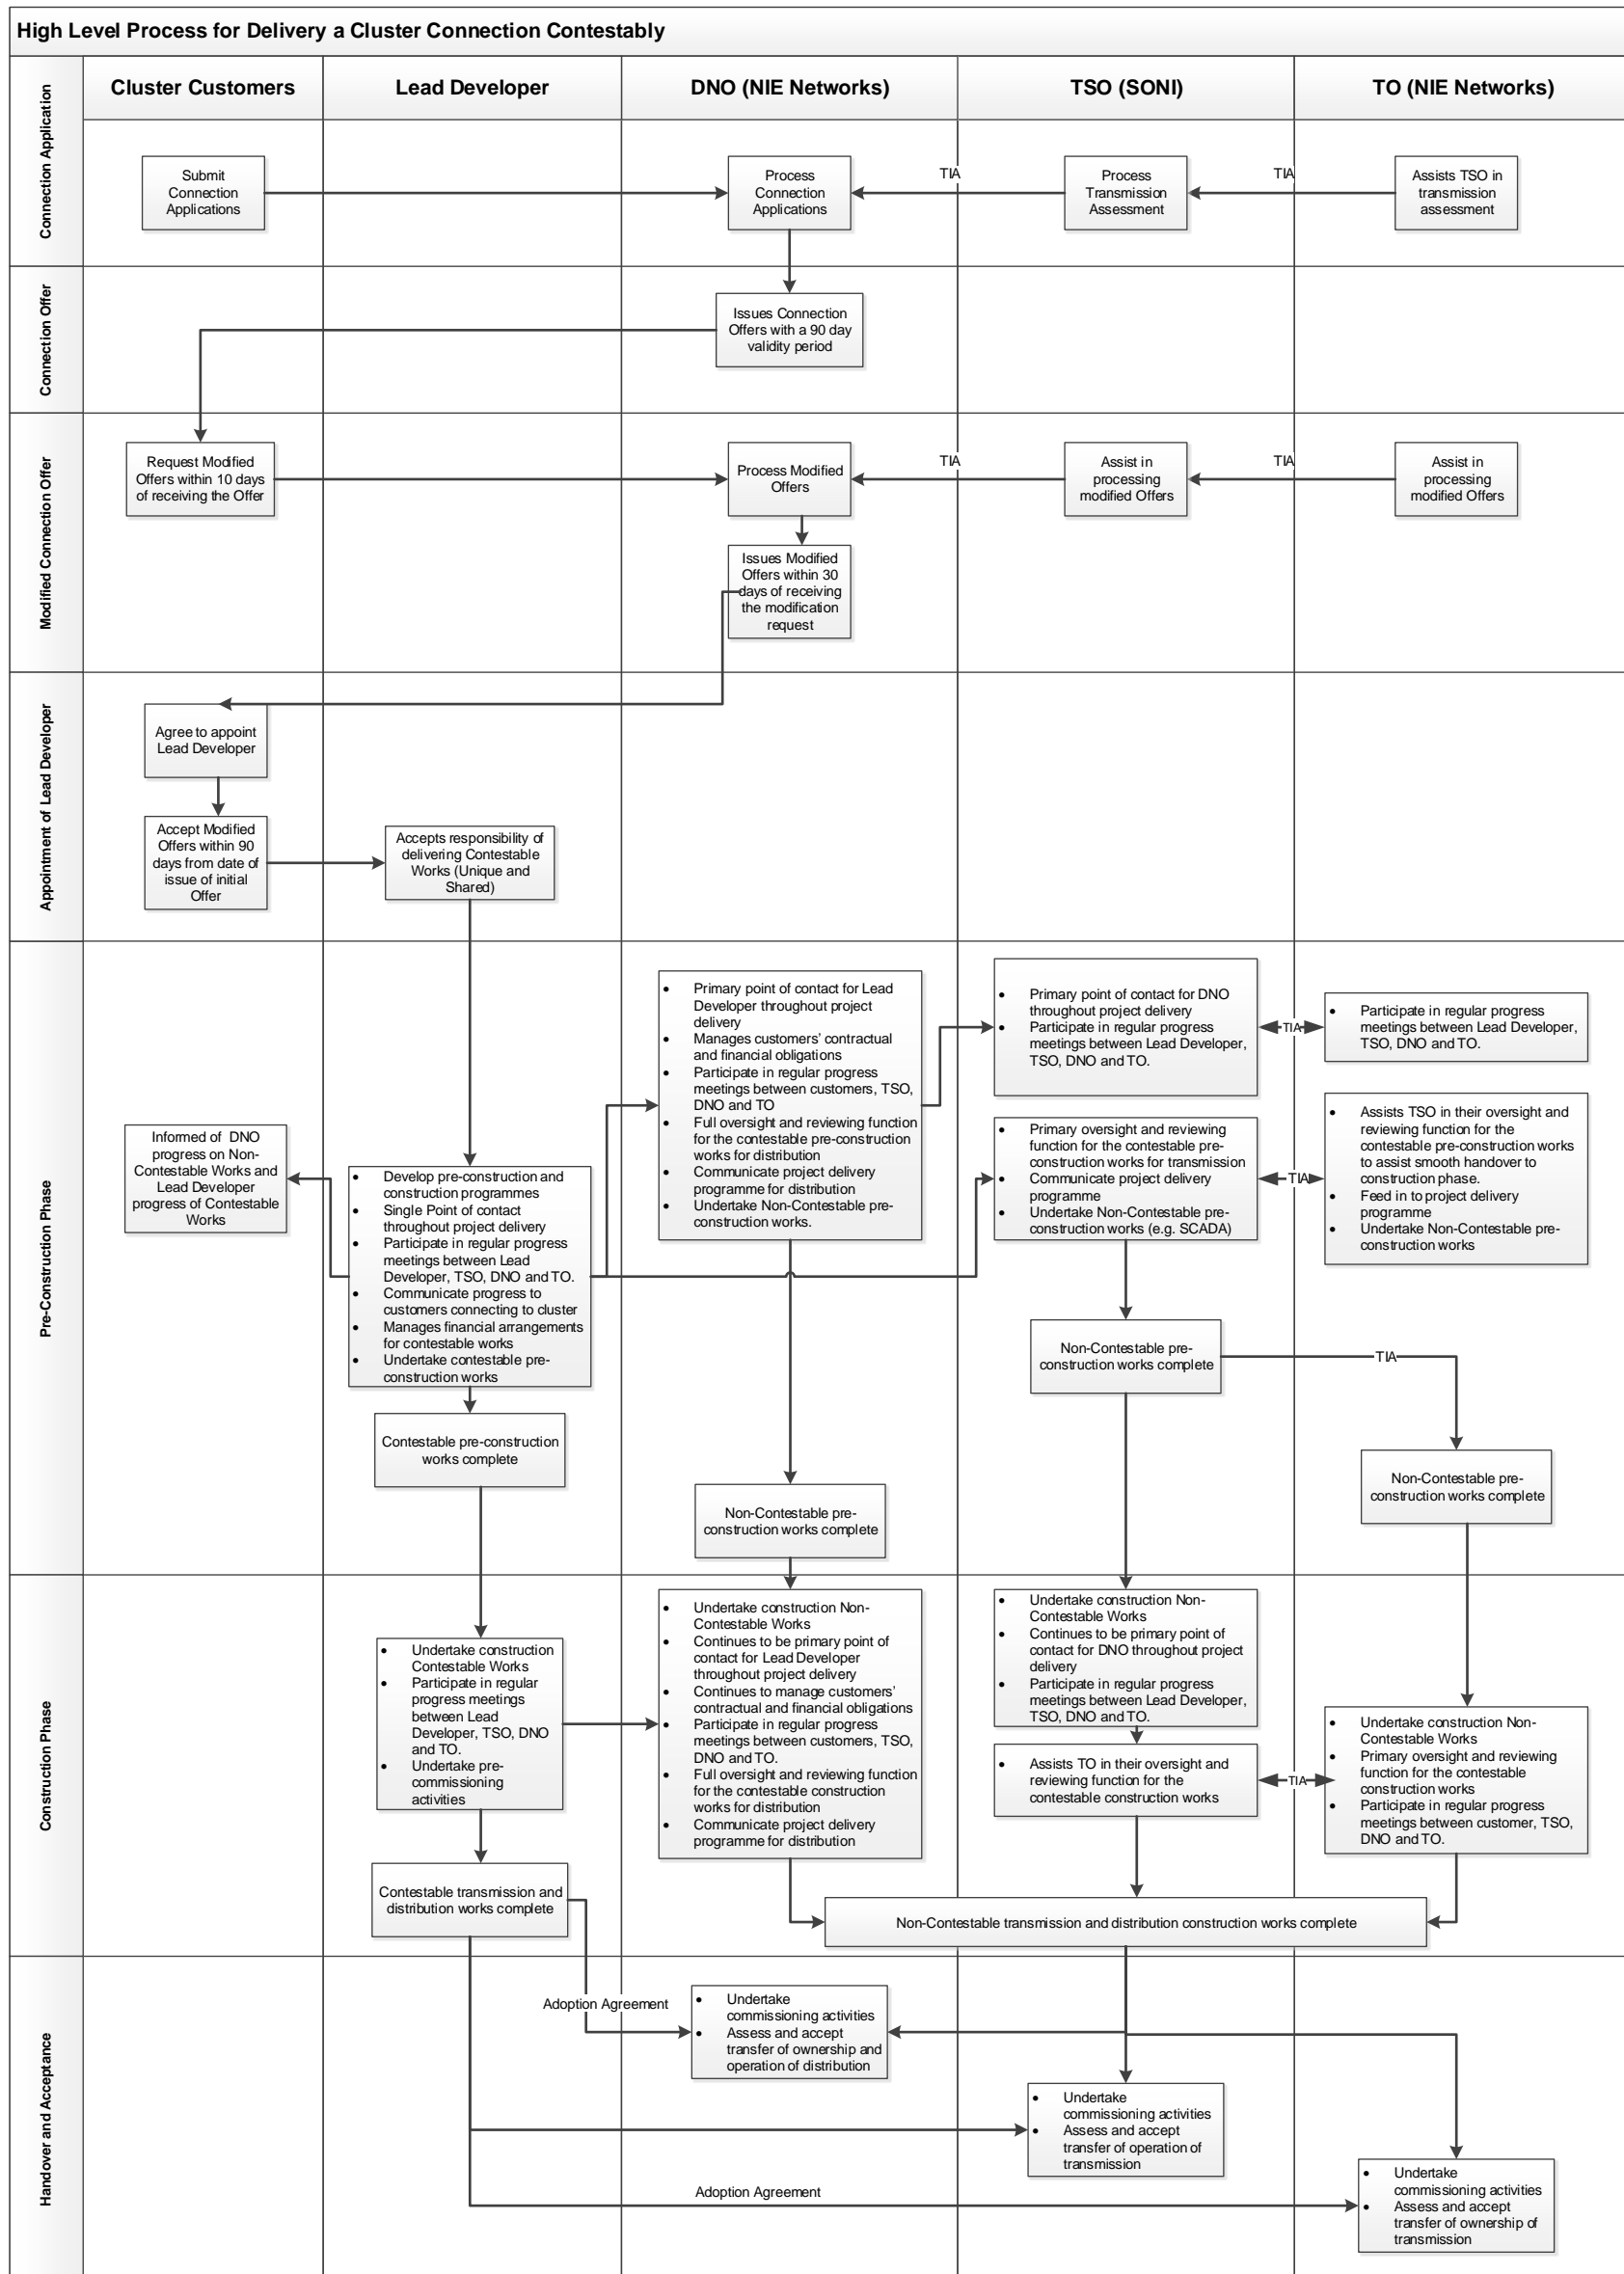 High Level Process for Delivery a Cluster Connection Contestably
Cluster Customers
Lead Developer
DNO (NIE Networks)
TSO (SONI)
TO (NIE Networks)
Connection Application
Submit
Connection
Applications
Process
Connection
Applications
TIA
Process
Transmission
Assessment
TIA
Assists TSO in
transmission
assessment
Connection Offer
Issues Connection
Offers with a 90 day
validity period
Modified Connection Offer
Request Modified
Offers within 10 days
of receiving the Offer
Process Modified
Offers
TIA
Assist in
processing
modified Offers
TIA
Assist in
processing
modified Offers
Issues Modified
Offers within 30
days of receiving
the modification
request
Appointment of Lead Developer
Agree to appoint
Lead Developer
Accept Modified
Offers within 90
days from date of
issue of initial
Offer
Accepts responsibility of
delivering Contestable
Works (Unique and
Shared)
Pre-Construction Phase
Informed of DNO
progress on Non-
Contestable Works and
Lead Developer
progress of Contestable
Works
• Develop pre-construction and
construction programmes
• Single Point of contact
throughout project delivery
• Participate in regular progress
meetings between Lead
Developer, TSO, DNO and TO.
• Communicate progress to
customers connecting to cluster
• Manages financial arrangements
for contestable works
• Undertake contestable pre-
construction works
Contestable pre-construction
works complete
• Primary point of contact for Lead
Developer throughout project
delivery
• Manages customers' contractual
and financial obligations
• Participate in regular progress
meetings between customers, TSO,
DNO and TO
• Full oversight and reviewing function
for the contestable pre-construction
works for distribution
• Communicate project delivery
programme for distribution
• Undertake Non-Contestable pre-
construction works.
Non-Contestable pre-
construction works complete
• Primary point of contact for DNO
throughout project delivery
• Participate in regular progress
meetings between Lead Developer,
TSO, DNO and TO.
TIA
• Participate in regular progress
meetings between Lead Developer,
TSO, DNO and TO.
• Primary oversight and reviewing
function for the contestable pre-
construction works for transmission
• Communicate project delivery
programme
• Undertake Non-Contestable pre-
construction works (e.g. SCADA)
TIA
• Assists TSO in their oversight and
reviewing function for the
contestable pre-construction works
to assist smooth handover to
construction phase.
• Feed in to project delivery
programme
• Undertake Non-Contestable pre-
construction works
Non-Contestable pre-
construction works complete
TIA
Non-Contestable pre-
construction works complete
Construction Phase
• Undertake construction
Contestable Works
• Participate in regular
progress meetings
between Lead
Developer, TSO, DNO
and TO.
• Undertake pre-
commissioning
activities
Contestable transmission and
distribution works complete
• Undertake construction Non-
Contestable Works
• Continues to be primary point of
contact for Lead Developer
throughout project delivery
• Continues to manage customers'
contractual and financial obligations
• Participate in regular progress
meetings between customers, TSO,
DNO and TO.
• Full oversight and reviewing function
for the contestable construction
works for distribution
• Communicate project delivery
programme for distribution
• Undertake construction Non-
Contestable Works
• Continues to be primary point of
contact for DNO throughout project
delivery
• Participate in regular progress
meetings between Lead Developer,
TSO, DNO and TO.
• Assists TO in their oversight and
reviewing function for the
contestable construction works
TIA
• Undertake construction Non-
Contestable Works
• Primary oversight and reviewing
function for the contestable
construction works
• Participate in regular progress
meetings between customer, TSO,
DNO and TO.
Non-Contestable transmission and distribution construction works complete
Handover and Acceptance
Adoption Agreement
• Undertake
commissioning activities
• Assess and accept
transfer of ownership and
operation of distribution
• Undertake
commissioning activities
• Assess and accept
transfer of operation of
transmission
Adoption Agreement
• Undertake
commissioning activities
• Assess and accept
transfer of ownership of
transmission